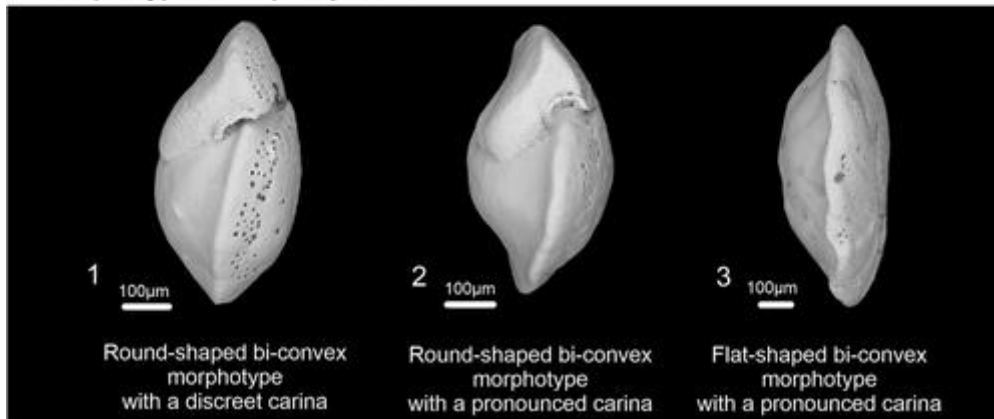 1
100µm
2
100µm
3
100µm
Round-shaped bi-convex
morphotype
with a discreet carina
Round-shaped bi-convex
morphotype
with a pronounced carina
Flat-shaped bi-convex
morphotype
with a pronounced carina